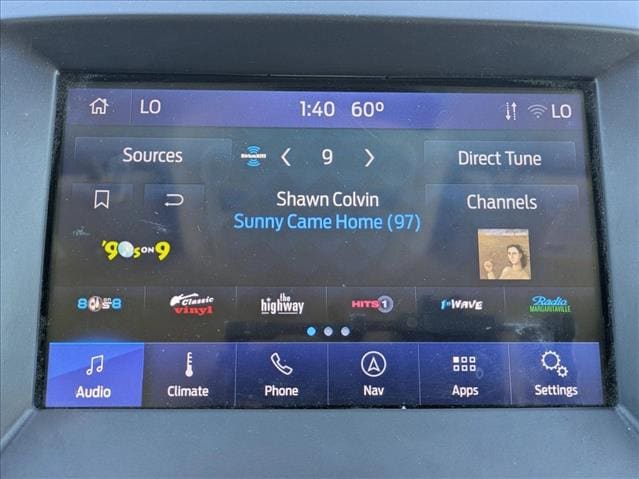 LO 1:40 60° LO
Sources SiriusXM 9 Direct Tune
Shawn Colvin Channels
Sunny Came Home (97)
'90s ON 9
80s on 8 Classic vinyl the highway HITS 1 1st WAVE Radio MARGARITAVILLE
Audio Climate Phone Nav Apps Settings